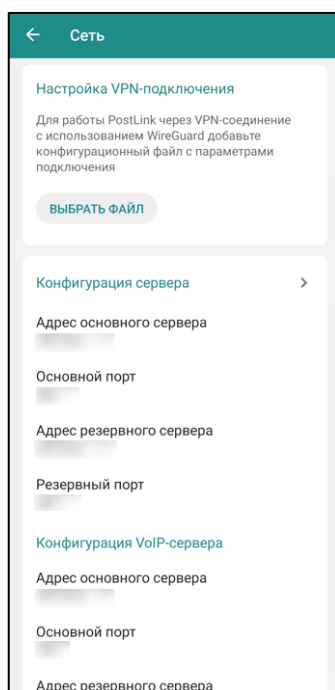 Сеть
Настройка VPN-подключения
Для работы PostLink через VPN-соединение
с использованием WireGuard добавьте
конфигурационный файл с параметрами
подключения
ВЫБРАТЬ ФАЙЛ
Конфигурация сервера
Адрес основного сервера
Основной порт
Адрес резервного сервера
Резервный порт
Конфигурация VoIP-сервера
Адрес основного сервера
Основной порт
Адрес резервного сервера